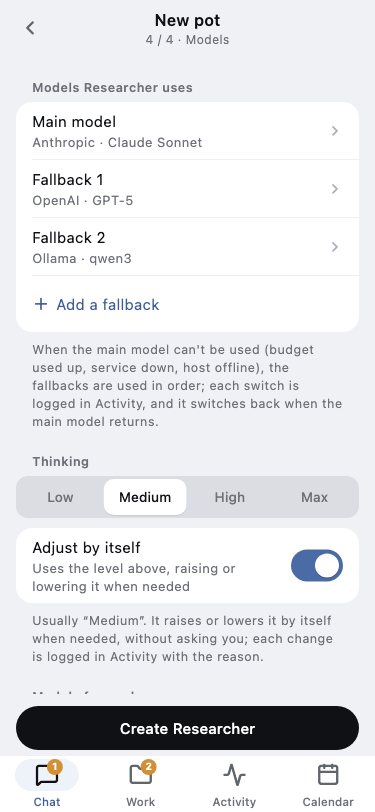 New pot
4 / 4 · Models
Models Researcher uses
Main model
Anthropic · Claude Sonnet
Fallback 1
OpenAI · GPT-5
Fallback 2
Ollama · qwen3
+ Add a fallback
When the main model can't be used (budget
used up, service down, host offline), the
fallbacks are used in order; each switch is
logged in Activity, and it switches back when the
main model returns.
Thinking
Low Medium High Max
Adjust by itself
Uses the level above, raising or
lowering it when needed
Usually “Medium”. It raises or lowers it by itself
when needed, without asking you; each change
is logged in Activity with the reason.
Create Researcher
1 2
Chat Work Activity Calendar